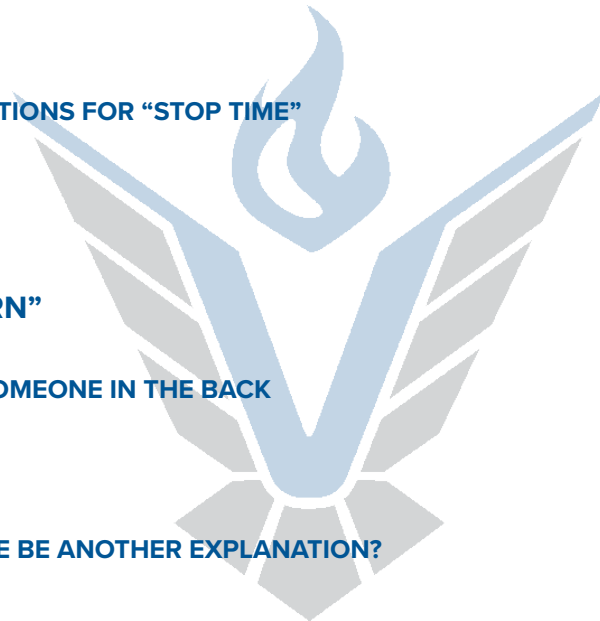 TIONS FOR “STOP TIME”
RN”
OMEONE IN THE BACK
E BE ANOTHER EXPLANATION?